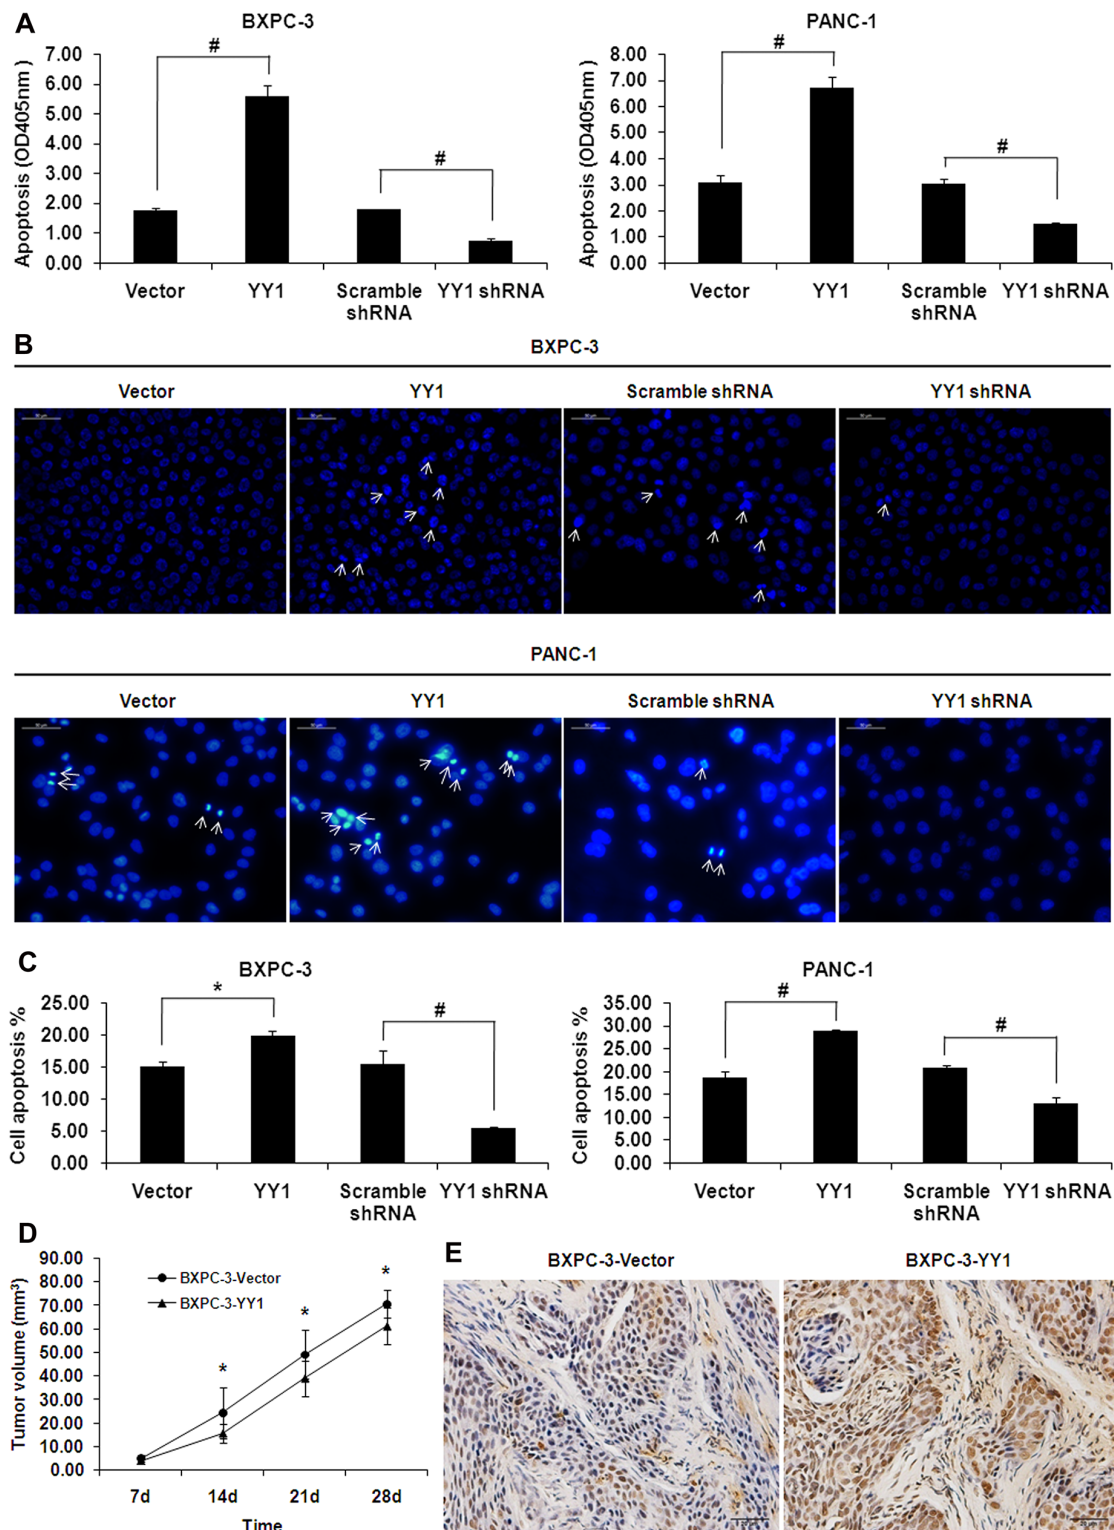 A
BXPC-3
PANC-1
Apoptosis (OD405nm )
7.00
6.00
5.00
4.00
3.00
2.00
1.00
0.00
#
#
Vector
YY1
Scramble shRNA
YY1 shRNA
Apoptosis (OD405nm )
8.00
7.00
6.00
5.00
4.00
3.00
2.00
1.00
0.00
#
#
Vector
YY1
Scramble shRNA
YY1 shRNA
B
BXPC-3
Vector
YY1
Scramble shRNA
YY1 shRNA
PANC-1
Vector
YY1
Scramble shRNA
YY1 shRNA
C
BXPC-3
PANC-1
Cell apoptosis %
25.00
20.00
15.00
10.00
5.00
0.00
*
#
Vector
YY1
Scramble shRNA
YY1 shRNA
Cell apoptosis %
35.00
30.00
25.00
20.00
15.00
10.00
5.00
0.00
#
#
Vector
YY1
Scramble shRNA
YY1 shRNA
D
Tumor volume (mm³)
90.00
80.00
70.00
60.00
50.00
40.00
30.00
20.00
10.00
0.00
BXPC-3-Vector
BXPC-3-YY1
*
*
*
7d
14d
21d
28d
Time
E
BXPC-3-Vector
BXPC-3-YY1